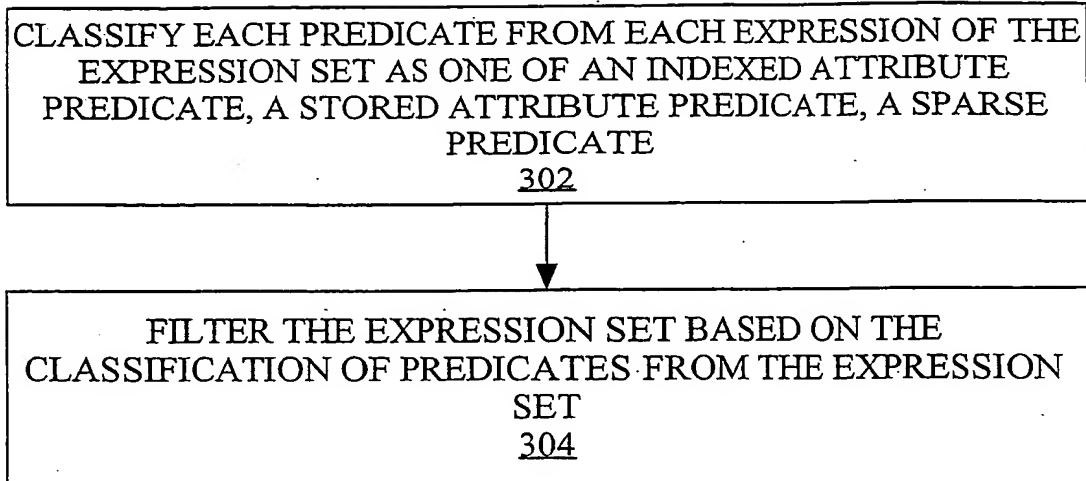 CLASSIFY EACH PREDICATE FROM EACH EXPRESSION OF THE
EXPRESSION SET AS ONE OF AN INDEXED ATTRIBUTE
PREDICATE, A STORED ATTRIBUTE PREDICATE, A SPARSE
PREDICATE
302
FILTER THE EXPRESSION SET BASED ON THE
CLASSIFICATION OF PREDICATES FROM THE EXPRESSION
SET
304